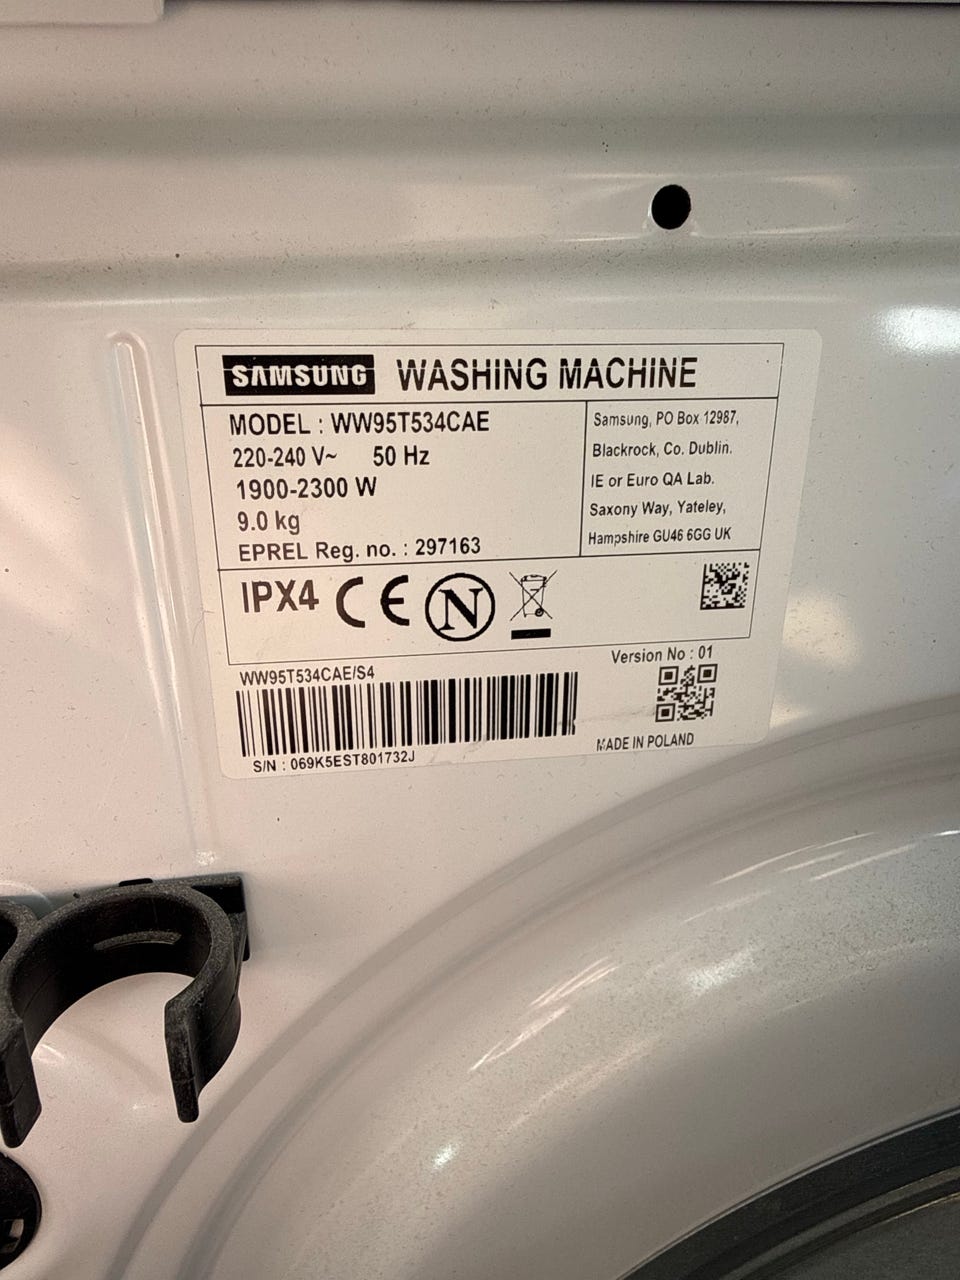 SAMSUNG WASHING MACHINE
MODEL : WW95T534CAE
220-240 V~ 50 Hz
1900-2300 W
9.0 kg
EPREL Reg. no. : 297163
Samsung, PO Box 12987,
Blackrock, Co. Dublin.
IE or Euro QA Lab.
Saxony Way, Yateley,
Hampshire GU46 6GG UK
IPX4 CE N
WW95T534CAE/S4
S/N : 069K5EST801732J
Version No : 01
MADE IN POLAND